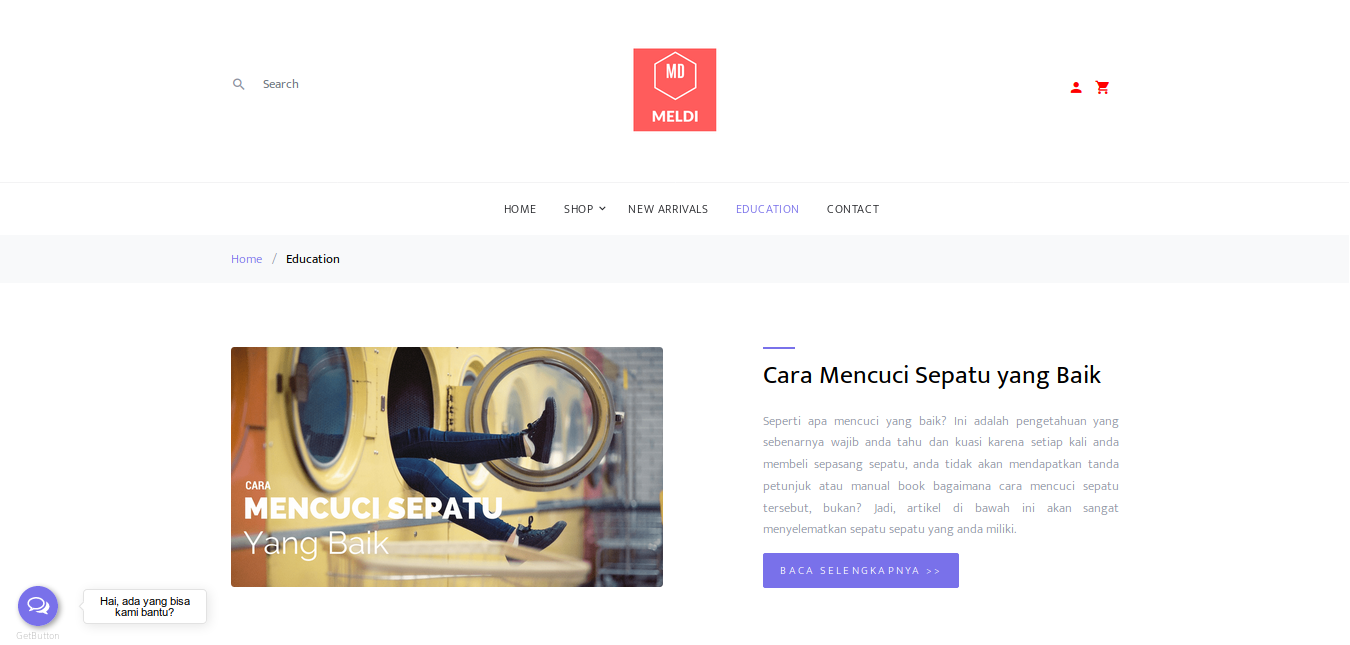 Search
MD
MELDI
HOME
SHOP
NEW ARRIVALS
EDUCATION
CONTACT
Home / Education
CARA
MENCUCI SEPATU
Yang Baik
Cara Mencuci Sepatu yang Baik
Seperti apa mencuci yang baik? Ini adalah pengetahuan yang
sebenarnya wajib anda tahu dan kuasi karena setiap kali anda
membeli sepasang sepatu, anda tidak akan mendapatkan tanda
petunjuk atau manual book bagaimana cara mencuci sepatu
tersebut, bukan? Jadi, artikel di bawah ini akan sangat
menyelematkan sepatu sepatu yang anda miliki.
BACA SELENGKAPNYA >>
Hai, ada yang bisa
kami bantu?
GetButton